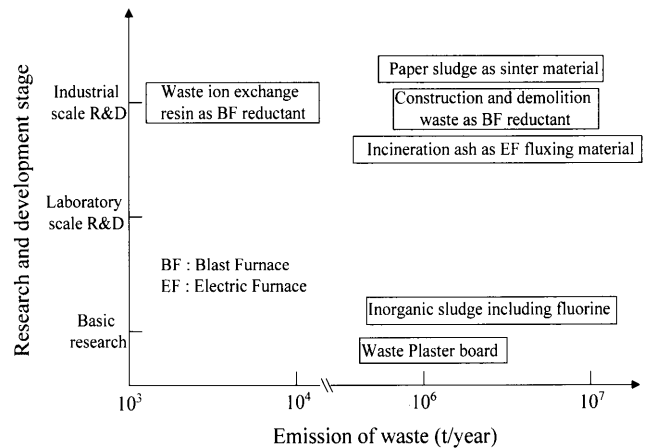 Research and development stage
Industrial
scale R&D
Laboratory
scale R&D
Basic
research
Waste ion exchange
resin as BF reductant
Paper sludge as sinter material
Construction and demolition
waste as BF reductant
Incineration ash as EF fluxing material
BF : Blast Furnace
EF : Electric Furnace
Inorganic sludge including fluorine
Waste Plaster board
10³
10⁴
10⁶
10⁷
Emission of waste (t/year)